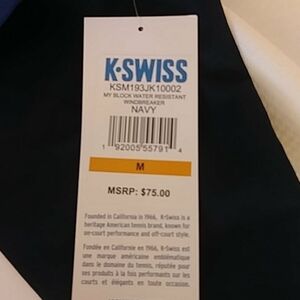 K·SWISS
KSM193JK10002
MY BLOCK WATER RESISTANT
WINDBREAKER
NAVY
1 92005 55791 4
M
MSRP: $75.00
Founded in California in 1966, K-Swiss is a
heritage American tennis brand, known for
on-court performance and off-court style.
Fondée en Californie en 1966, K-Swiss est
une marque américaine emblématique
dans le domaine du tennis, réputée pour
ses produits à la fois performants sur les
courts et élégants en toute occasion.